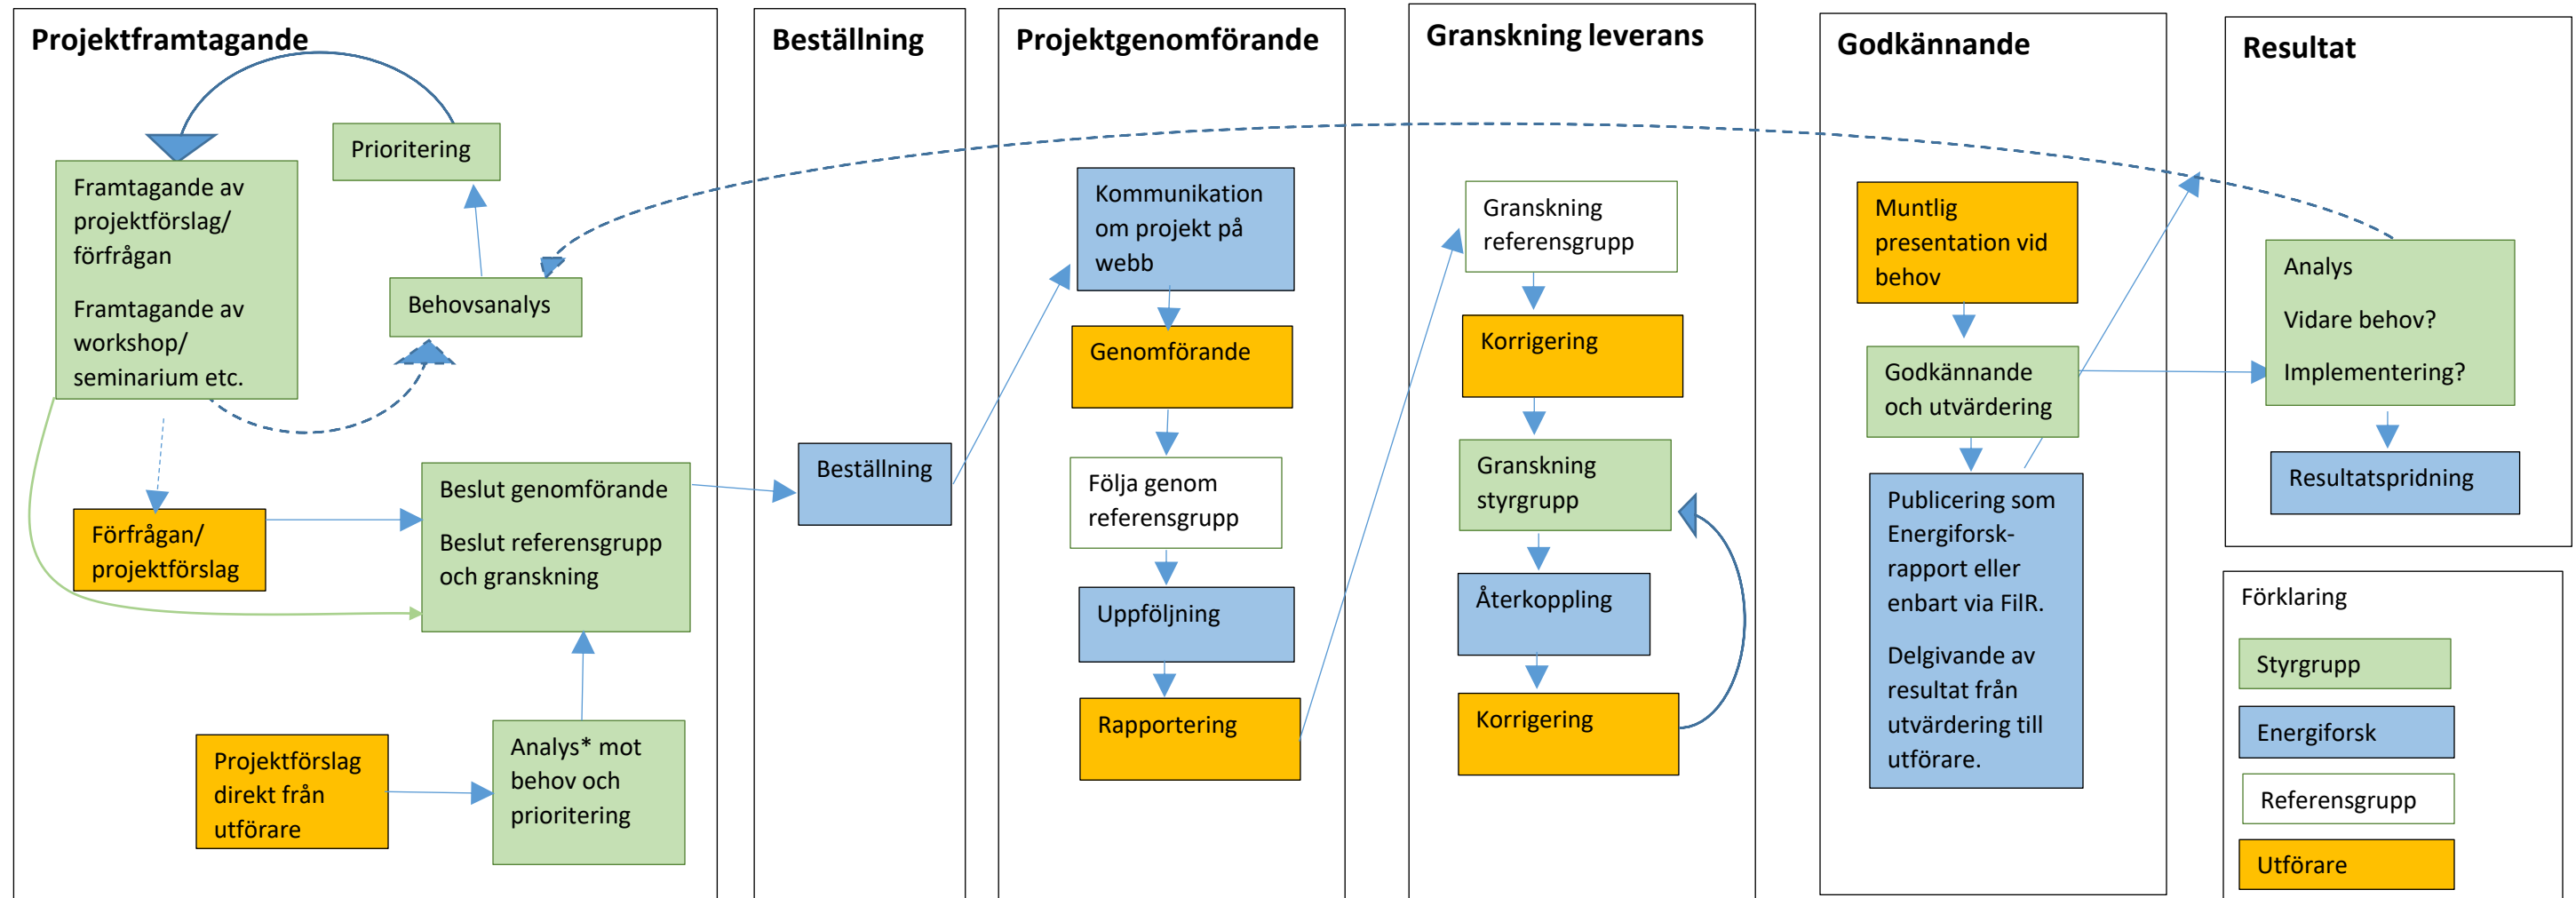 Projektframtagande
Prioritering
Framtagande av
projektförslag/
förfrågan
Framtagande av
workshop/
seminarium etc.
Behovsanalys
Förfrågan/
projektförslag
Beslut genomförande
Beslut referensgrupp
och granskning
Projektförslag
direkt från
utförare
Analys* mot
behov och
prioritering
Beställning
Beställning
Projektgenomförande
Kommunikation
om projekt på
webb
Genomförande
Följa genom
referensgrupp
Uppföljning
Rapportering
Granskning leverans
Granskning
referensgrupp
Korrigering
Granskning
styrgrupp
Återkoppling
Korrigering
Godkännande
Muntlig
presentation vid
behov
Godkännande
och utvärdering
Publicering som
Energiforsk-
rapport eller
enbart via FilR.
Delgivande av
resultat från
utvärdering till
utförare.
Resultat
Analys
Vidare behov?
Implementering?
Resultatspridning
Förklaring
Styrgrupp
Energiforsk
Referensgrupp
Utförare